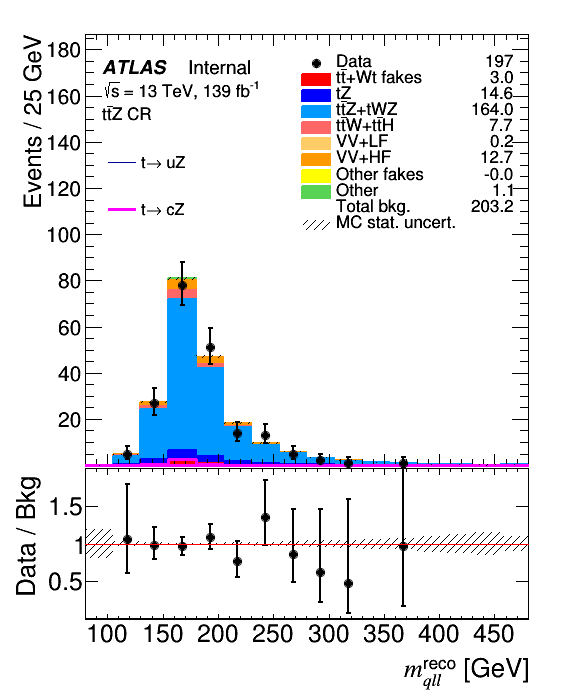 ATLAS Internal
√s = 13 TeV, 139 fb⁻¹
tt̄Z CR
t→ uZ
t→ cZ
Data 197
tt̄+Wt fakes 3.0
tZ 14.6
tt̄Z+tWZ 164.0
tt̄W+tt̄H 7.7
VV+LF 0.2
VV+HF 12.7
Other fakes -0.0
Other 1.1
Total bkg. 203.2
MC stat. uncert.
Events / 25 GeV
180
160
140
120
100
80
60
40
20
Data / Bkg
1.5
1
0.5
100 150 200 250 300 350 400 450
m_qll^reco [GeV]